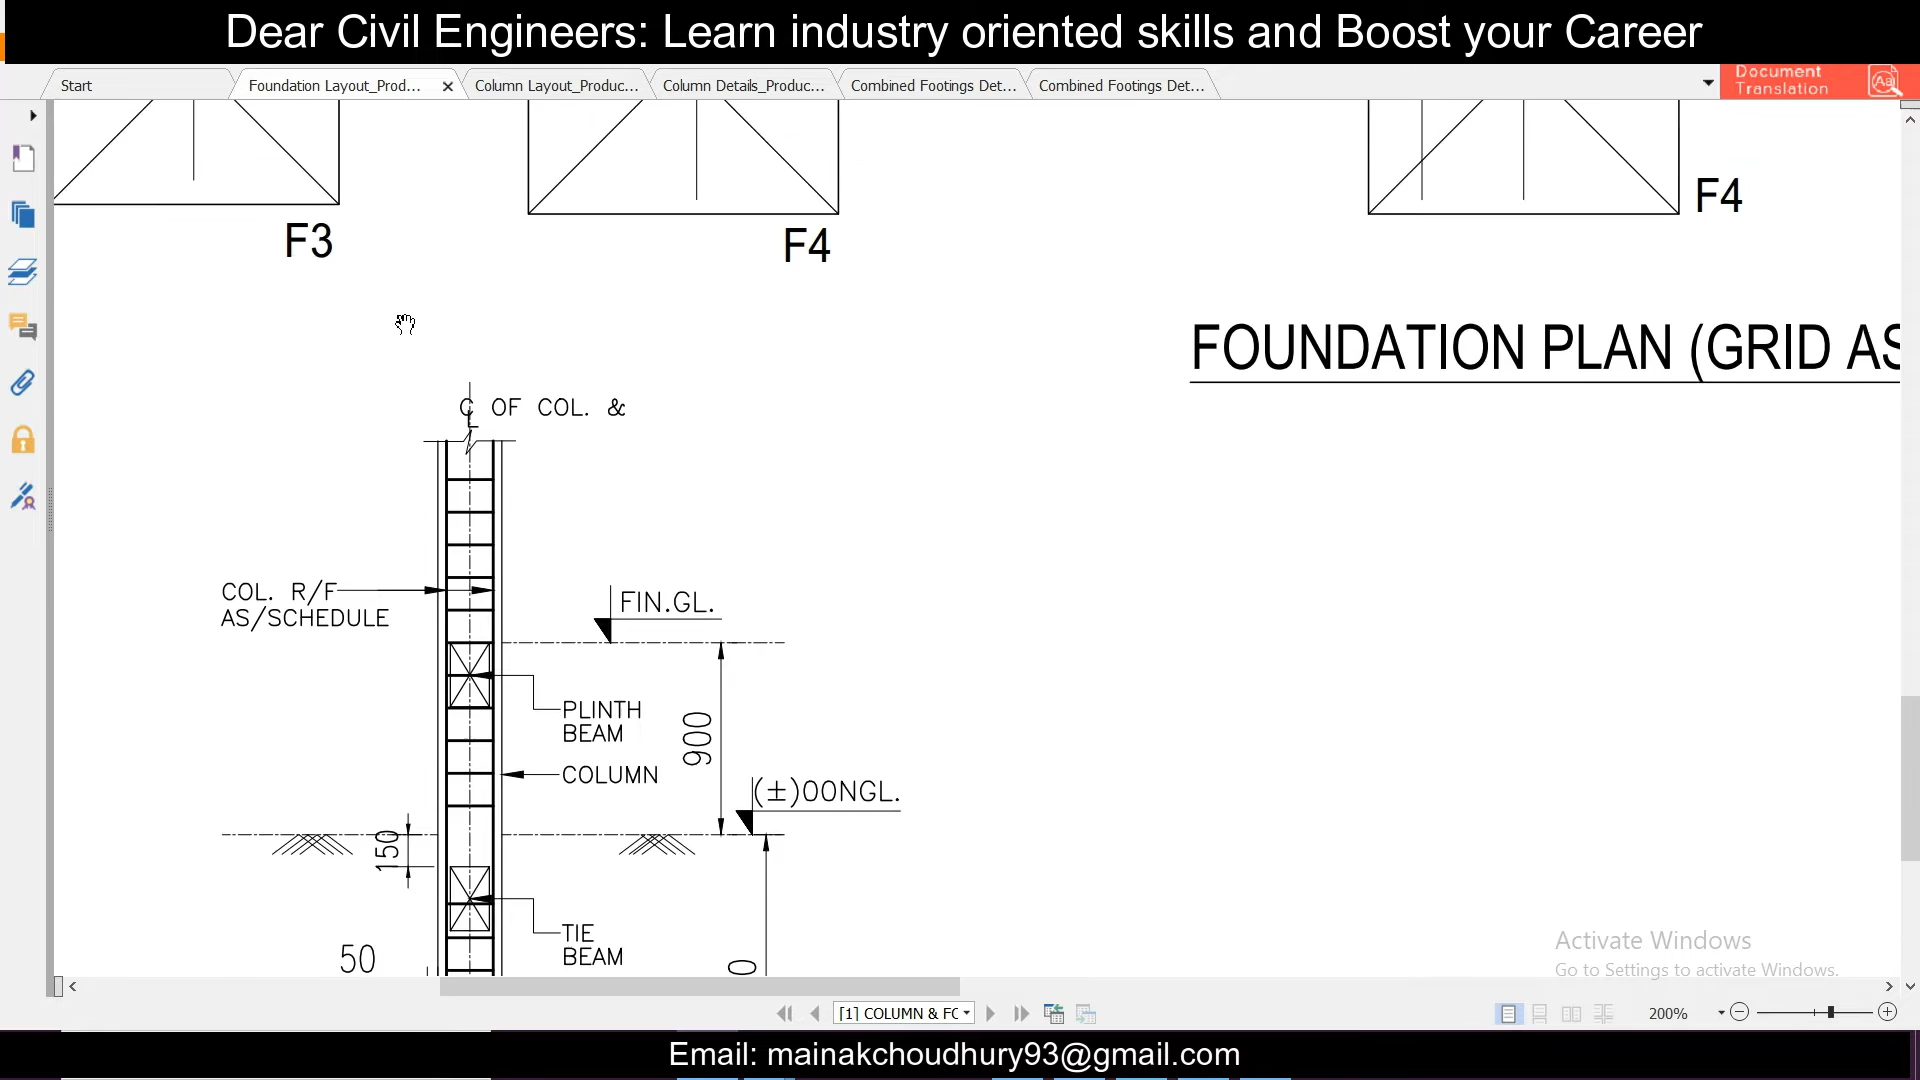 Dear Civil Engineers: Learn industry oriented skills and Boost your Career
Start
Foundation Layout_Prod...
Column Layout_Produc...
Column Details_Produc...
Combined Footings Det...
Combined Footings Det...
Document
Translation
F3
F4
F4
FOUNDATION PLAN (GRID AS
℄ OF COL. &
COL. R/F
AS/SCHEDULE
FIN.GL.
PLINTH
BEAM
900
COLUMN
(±)00NGL.
150
TIE
BEAM
50
0
Activate Windows
Go to Settings to activate Windows.
[1] COLUMN & FC
200%
Email: mainakchoudhury93@gmail.com